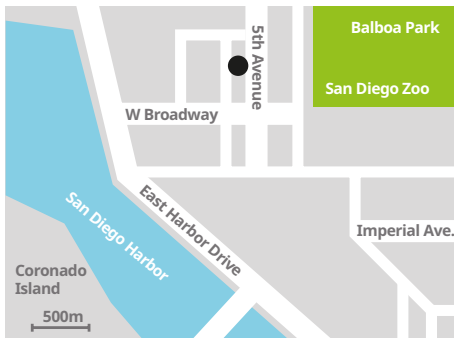 Balboa Park
5th Avenue
San Diego Zoo
W Broadway
East Harbor Drive
San Diego Harbor
Imperial Ave.
Coronado
Island
500m